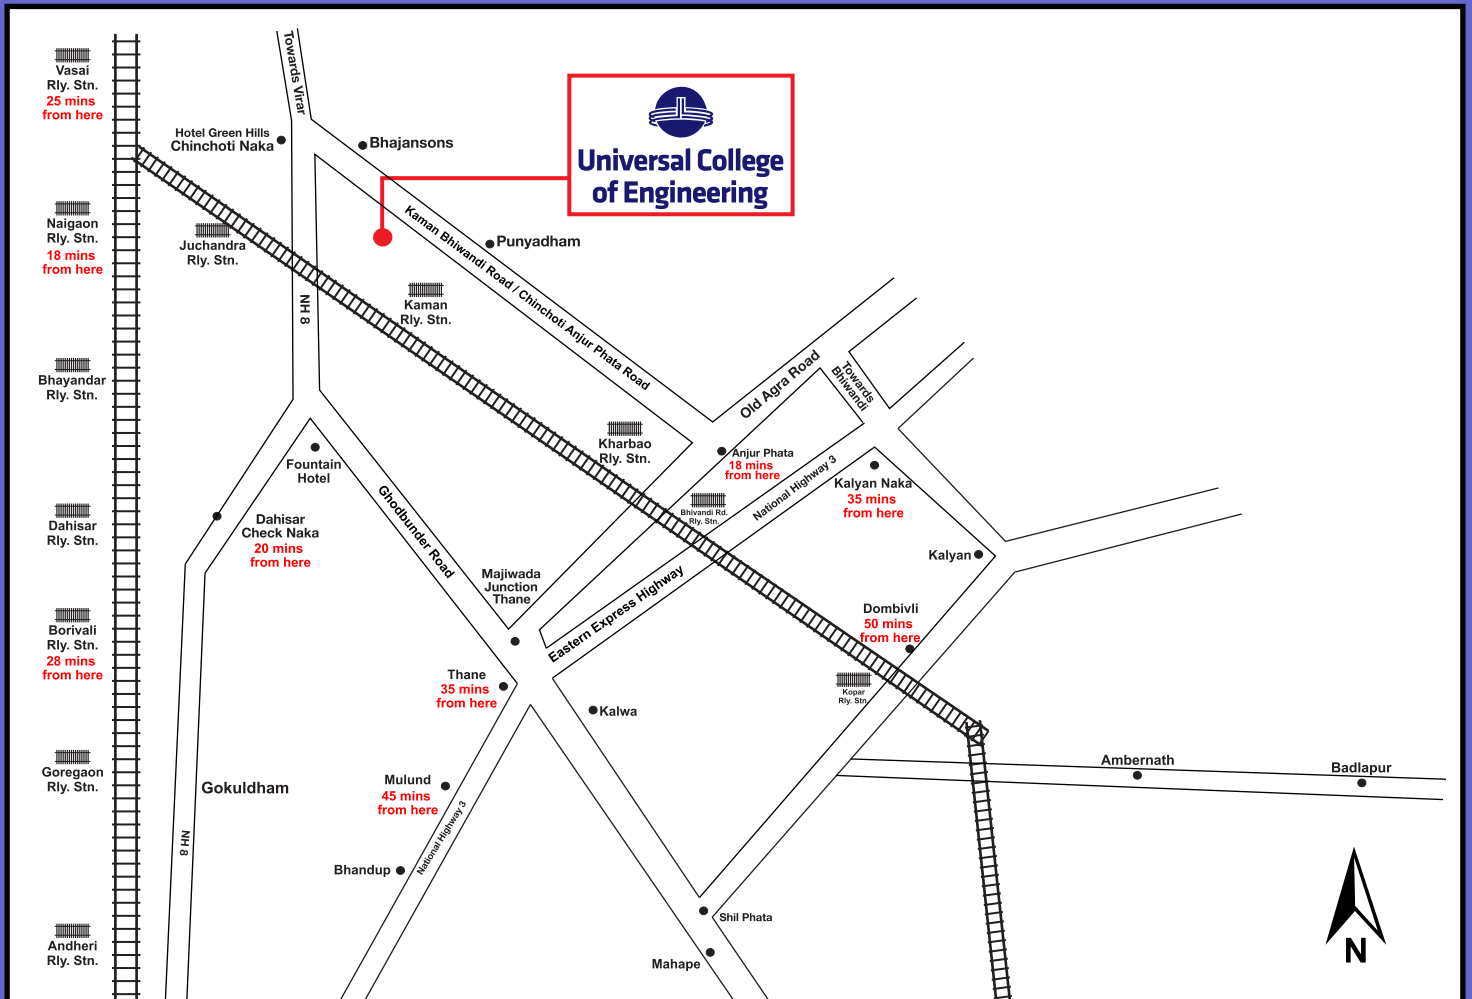 Towards Virar
Vasai
Rly. Stn.
25 mins
from here
Hotel Green Hills
Chinchoti Naka
Bhajansons
Universal College
of Engineering
Naigaon
Rly. Stn.
18 mins
from here
Juchandra
Rly. Stn.
Kaman Bhiwandi Road / Chinchoti Anjur Phata Road
Punyadham
Kaman
Rly. Stn.
NH 8
Bhayandar
Rly. Stn.
Old Agra Road
Towards
Bhiwandi
Kharbao
Rly. Stn.
Anjur Phata
18 mins
from here
Fountain
Hotel
Ghodbunder Road
National Highway 3
Kalyan Naka
35 mins
from here
Bhivandi Rd.
Rly. Stn.
Dahisar
Rly. Stn.
Dahisar
Check Naka
20 mins
from here
Kalyan
Majiwada
Junction
Thane
Eastern Express Highway
Dombivli
50 mins
from here
Borivali
Rly. Stn.
28 mins
from here
Thane
35 mins
from here
Kopar
Rly. Stn.
Kalwa
Goregaon
Rly. Stn.
Gokuldham
Mulund
45 mins
from here
Ambernath
Badlapur
NH 8
National Highway 3
Bhandup
Shil Phata
Mahape
Andheri
Rly. Stn.
N